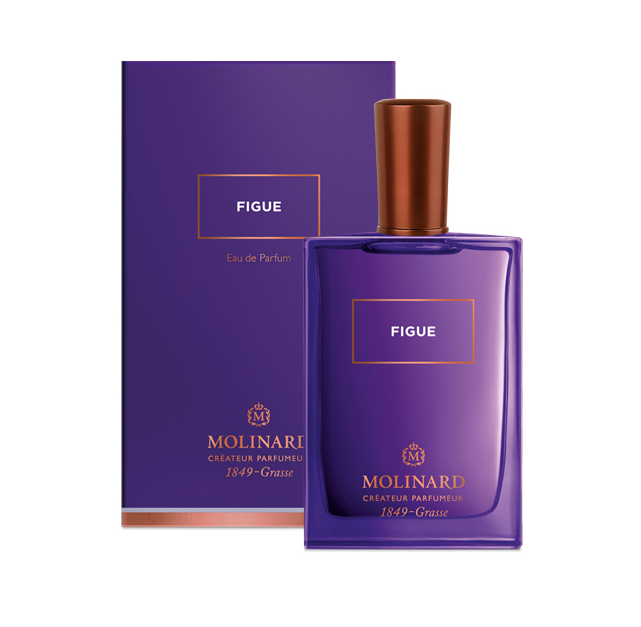 FIGUE
Eau de Parfum
M
MOLINARD
CRÉATEUR PARFUMEUR
1849-Grasse
FIGUE
M
MOLINARD
CRÉATEUR PARFUMEUR
1849-Grasse